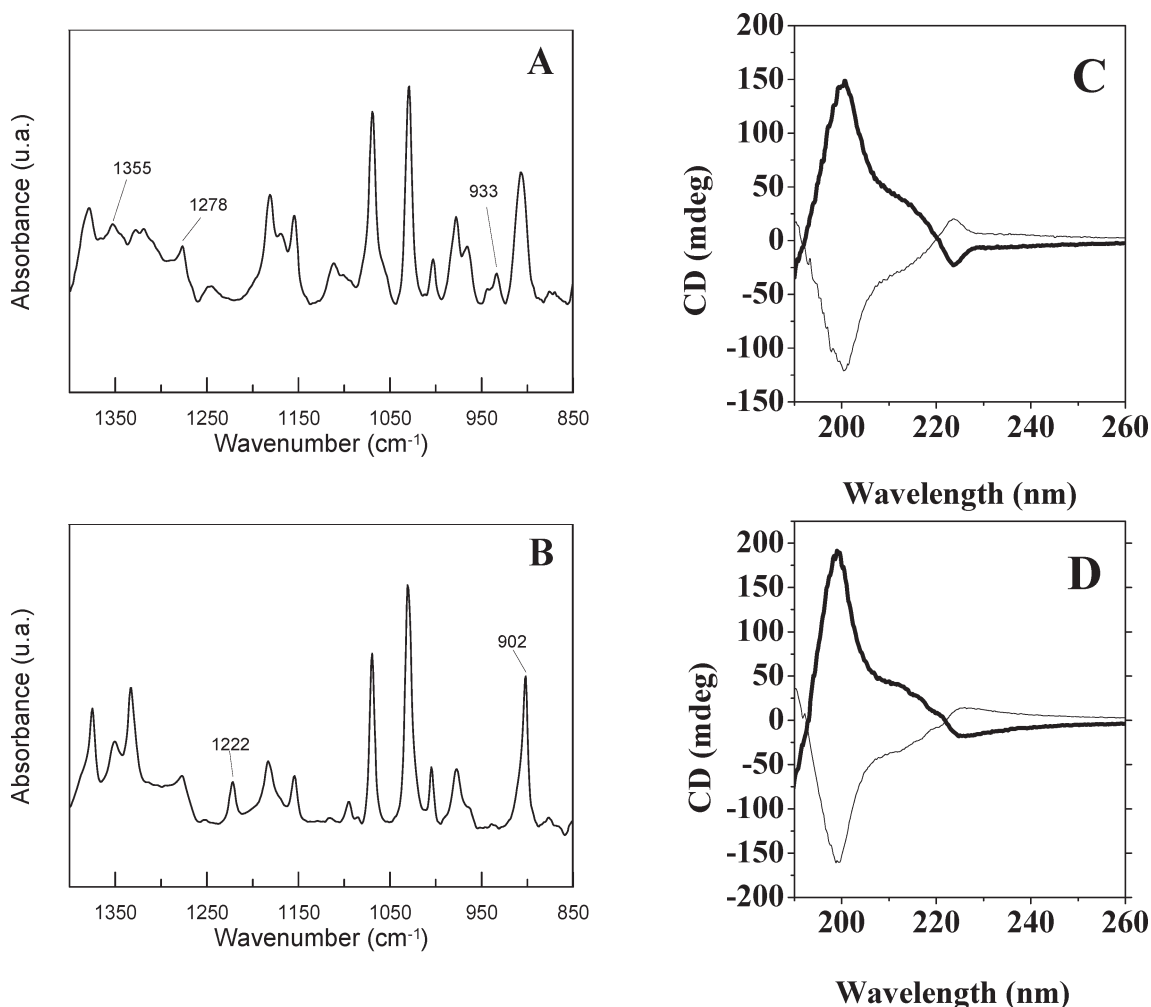 A
Absorbance (u.a.)
1355
1278
933
1350 1250 1150 1050 950 850
Wavenumber (cm-1)
C
CD (mdeg)
200
150
100
50
0
-50
-100
-150
200 220 240 260
Wavelength (nm)
B
Absorbance (u.a.)
1222
902
1350 1250 1150 1050 950 850
Wavenumber (cm-1)
D
CD (mdeg)
200
150
100
50
0
-50
-100
-150
-200
200 220 240 260
Wavelength (nm)